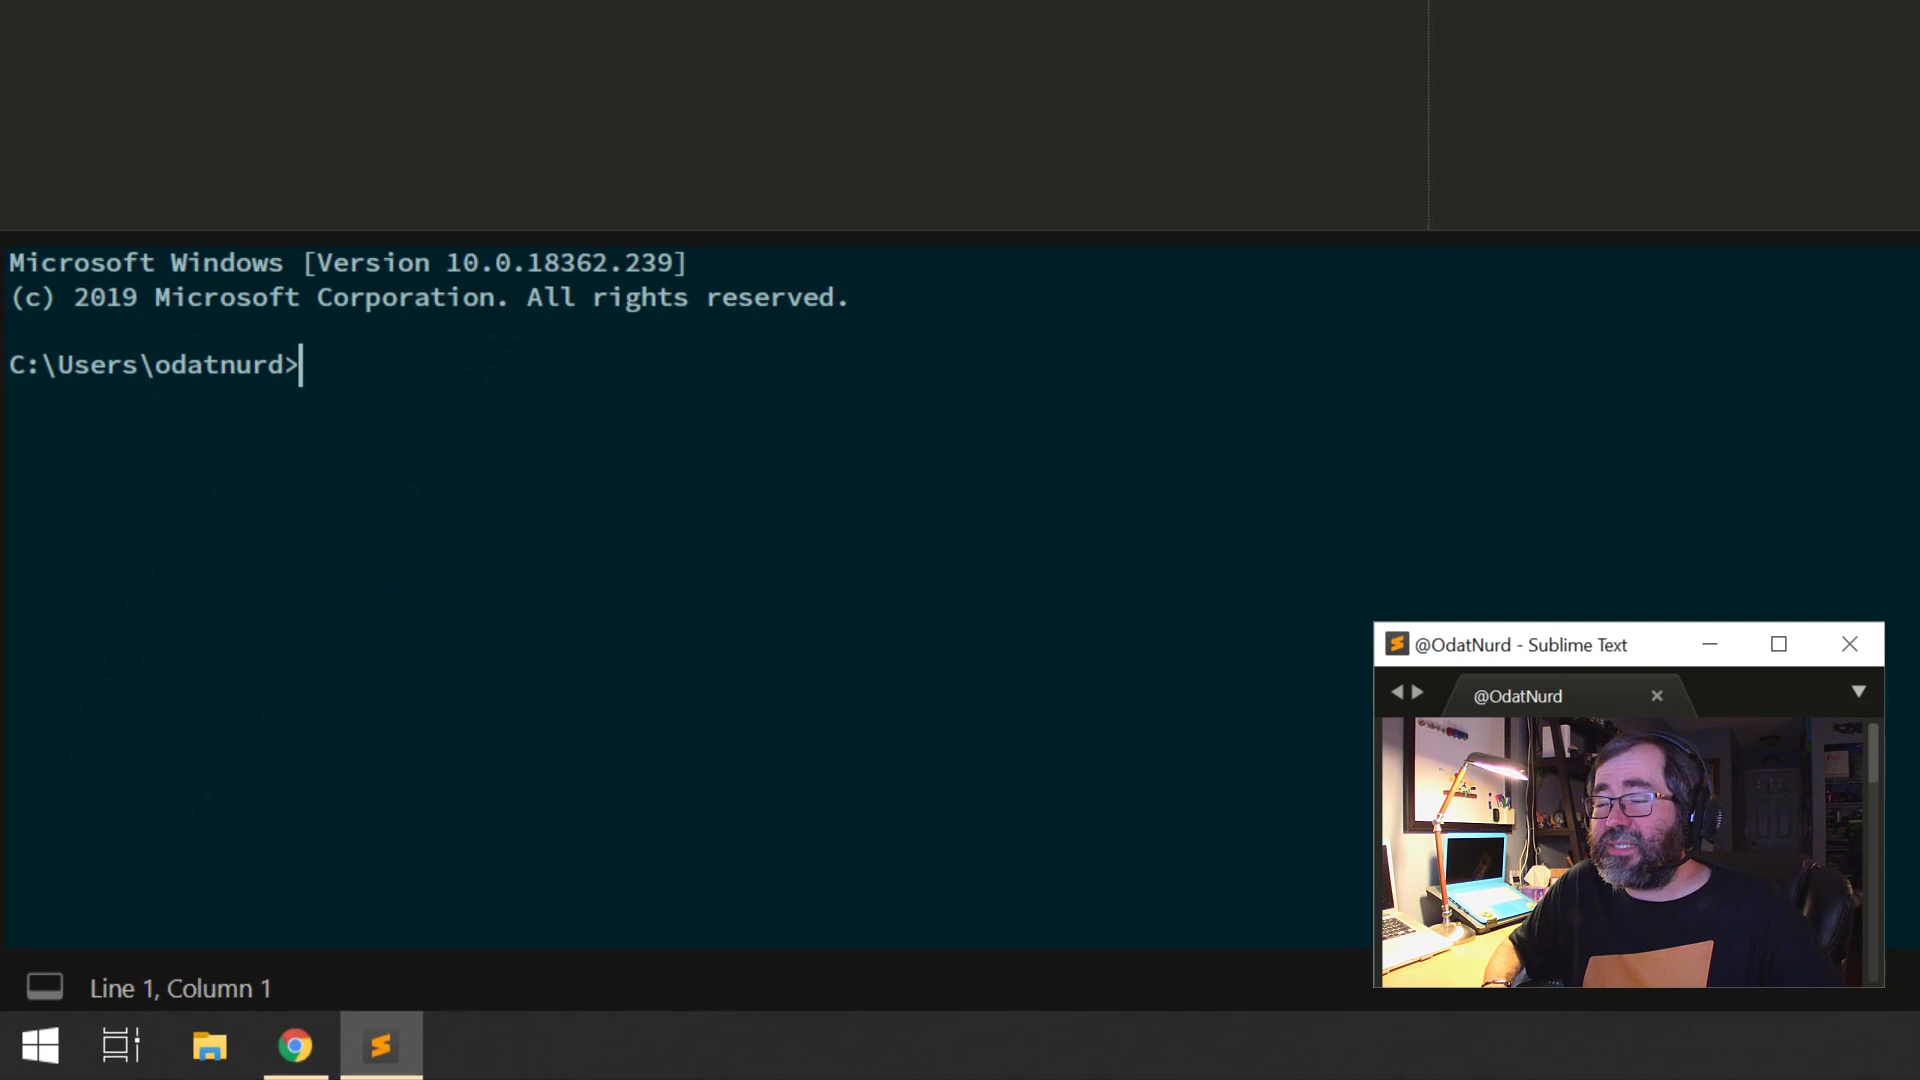 Microsoft Windows [Version 10.0.18362.239]
(c) 2019 Microsoft Corporation. All rights reserved.
C:\Users\odatnurd>
@OdatNurd - Sublime Text
@OdatNurd
Line 1, Column 1